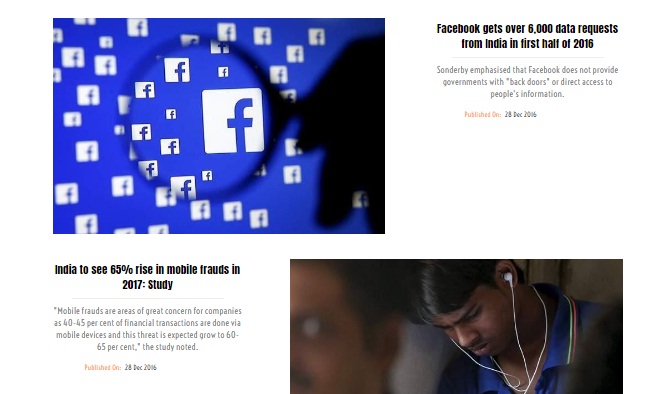 Facebook gets over 6,000 data requests
from India in first half of 2016
Sonderby emphasised that Facebook does not provide
governments with "back doors" or direct access to
people's information.
Published On: 28 Dec 2016
India to see 65% rise in mobile frauds in
2017: Study
"Mobile frauds are areas of great concern for companies
as 40-45 per cent of financial transactions are done via
mobile devices and this threat is expected grow to 60-
65 per cent," the study noted.
Published On: 28 Dec 2016